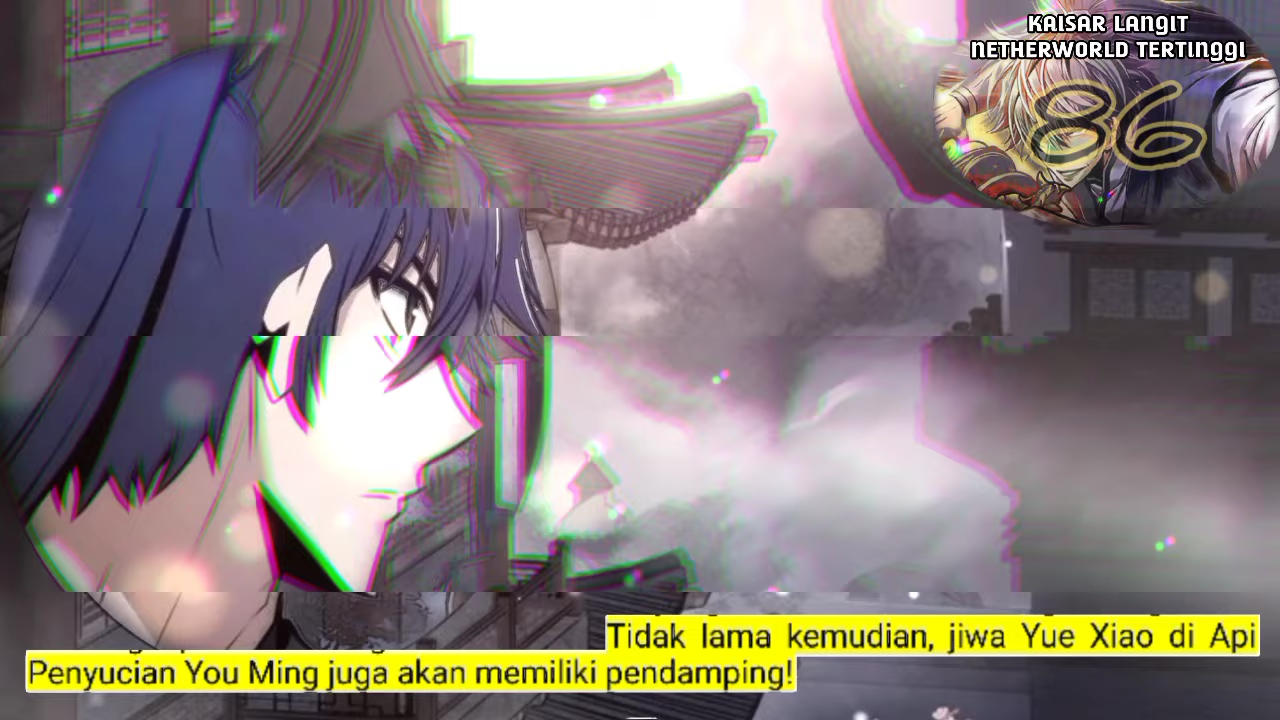 KAISAR LANGIT
NETHERWORLD TERTINGGI
86
Tidak lama kemudian, jiwa Yue Xiao di Api
Penyucian You Ming juga akan memiliki pendamping!